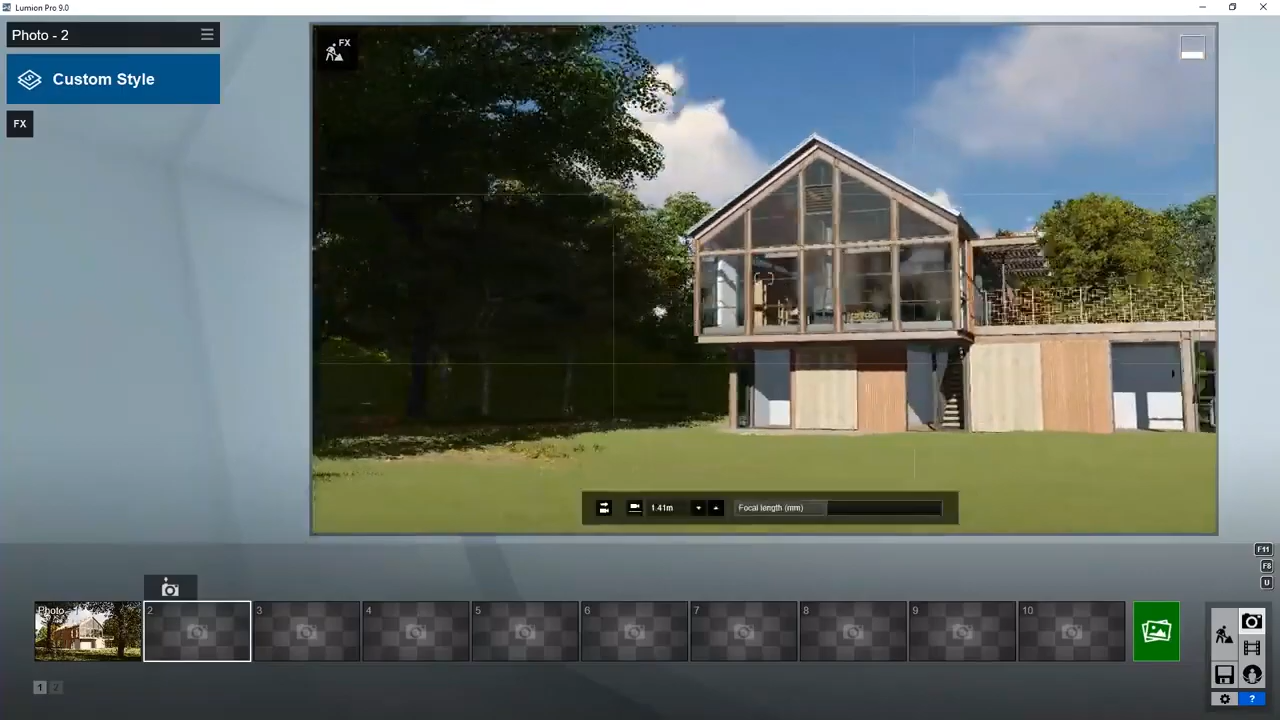 Lumion Pro 9.0
Photo - 2
Custom Style
FX
FX
1.41m
Focal length (mm)
F11
F8
U
Photo - 1
2
3
4
5
6
7
8
9
10
1
2
?